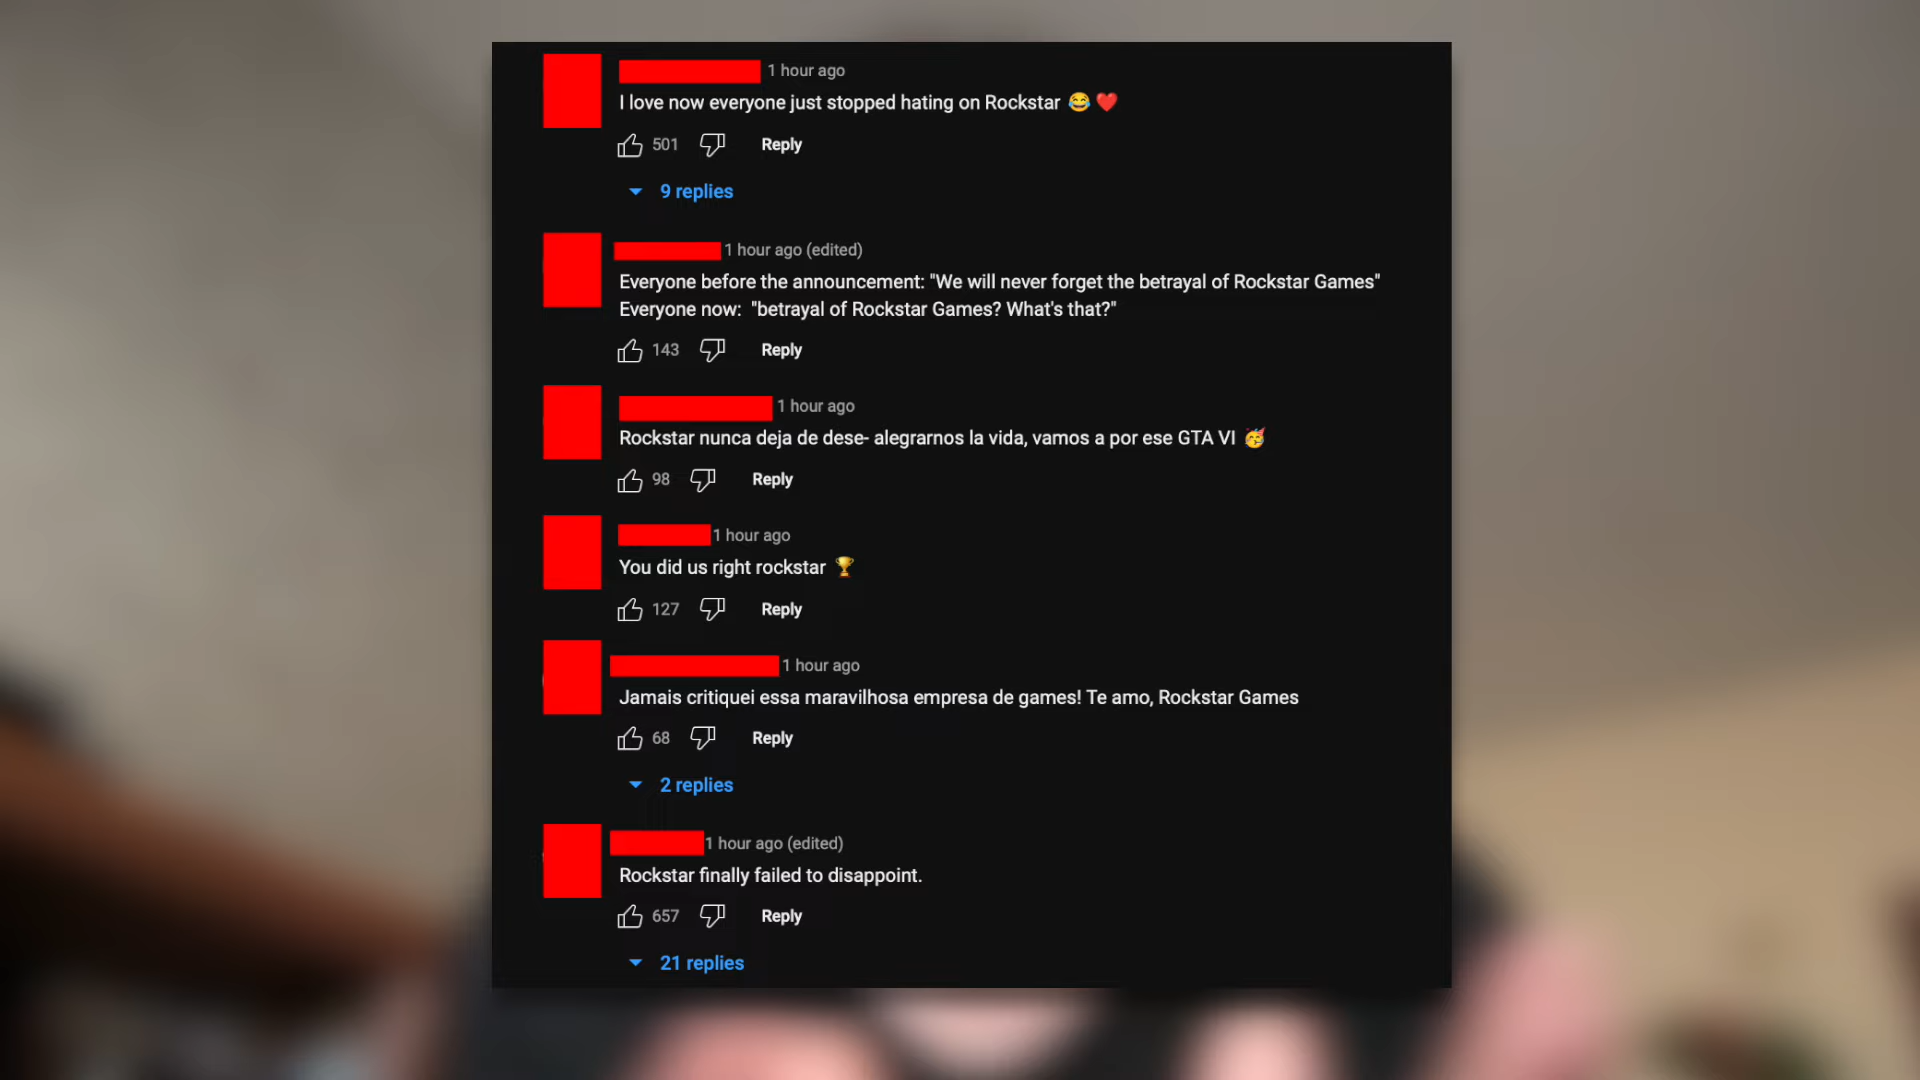 1 hour ago
I love now everyone just stopped hating on Rockstar 😂 ❤️
501 Reply
9 replies
1 hour ago (edited)
Everyone before the announcement: "We will never forget the betrayal of Rockstar Games"
Everyone now: "betrayal of Rockstar Games? What's that?"
143 Reply
1 hour ago
Rockstar nunca deja de dese- alegrarnos la vida, vamos a por ese GTA VI 🥳
98 Reply
1 hour ago
You did us right rockstar 🏆
127 Reply
1 hour ago
Jamais critiquei essa maravilhosa empresa de games! Te amo, Rockstar Games
68 Reply
2 replies
1 hour ago (edited)
Rockstar finally failed to disappoint.
657 Reply
21 replies